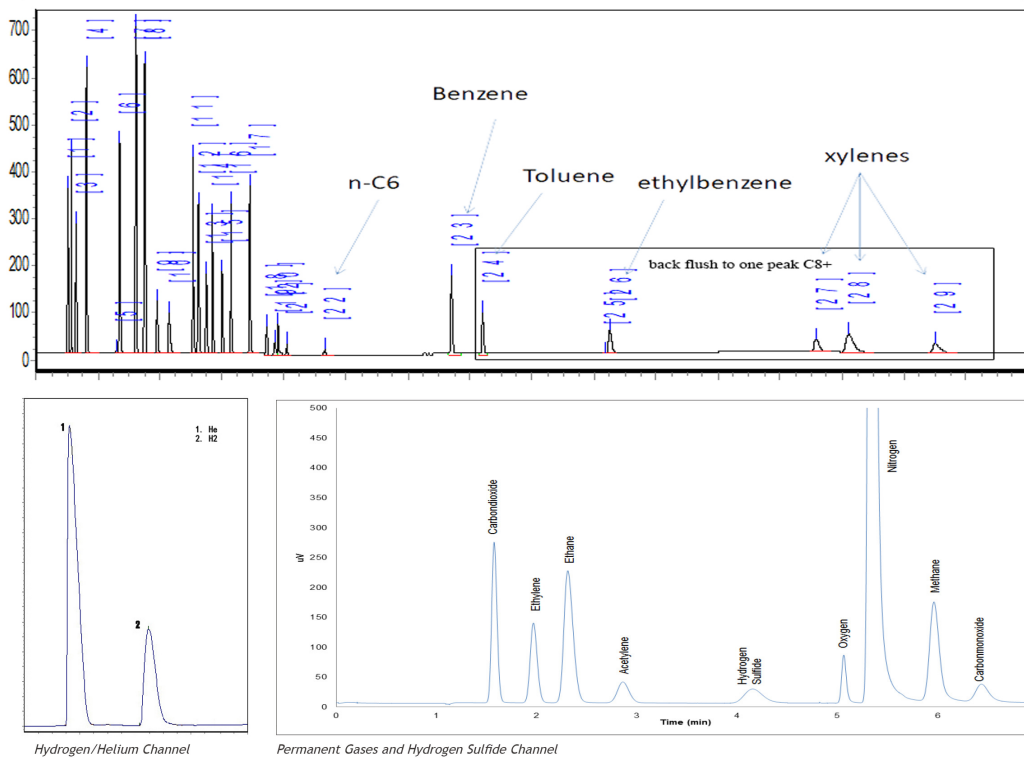 700
600
500
400
300
200
100
0
[4]
[7]
[8]
[2]
[6]
[3]
[5]
[9]
[11]
[17]
Benzene
n-C6
Toluene
ethylbenzene
xylenes
[22]
[23]
[24]
[25]
[26]
[27]
[28]
[29]
back flush to one peak C8+
1
2
1. He
2. H2
Hydrogen/Helium Channel
500
450
400
350
300
250
200
150
100
50
0
uV
Carbondioxide
Ethylene
Ethane
Acetylene
Hydrogen
Sulfide
Oxygen
Nitrogen
Methane
Carbonmonoxide
0 1 2 3 4 5 6
Time (min)
Permanent Gases and Hydrogen Sulfide Channel